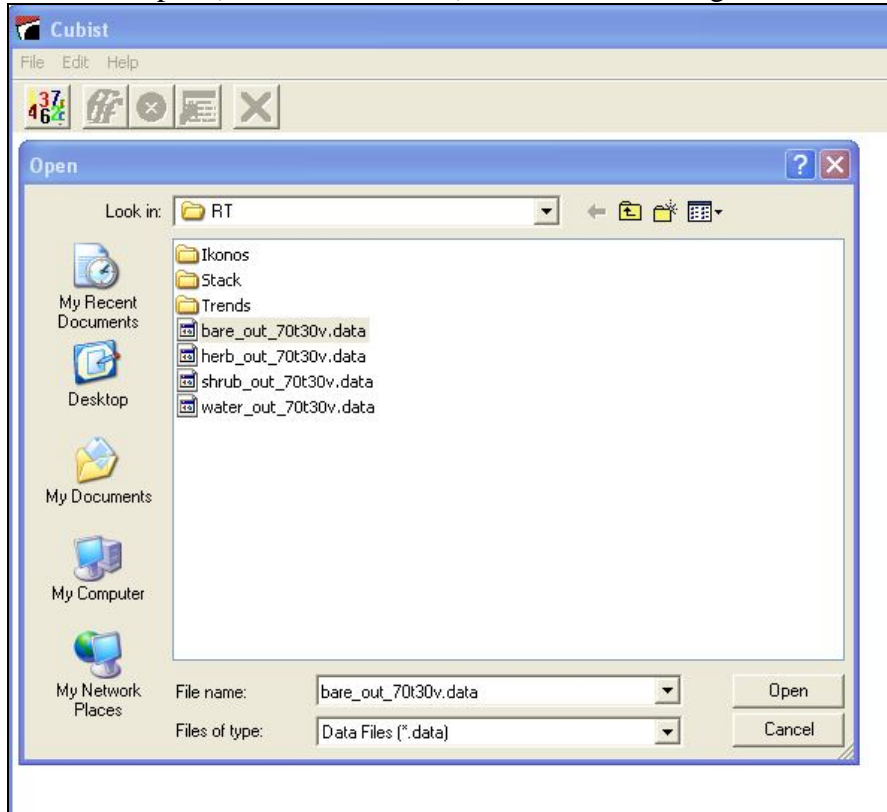 Cubist
File Edit Help
Open
Look in: RT
Ikonos
Stack
Trends
bare_out_70t30v.data
herb_out_70t30v.data
shrub_out_70t30v.data
water_out_70t30v.data
My Recent
Documents
Desktop
My Documents
My Computer
My Network
Places
File name: bare_out_70t30v.data Open
Files of type: Data Files (*.data) Cancel